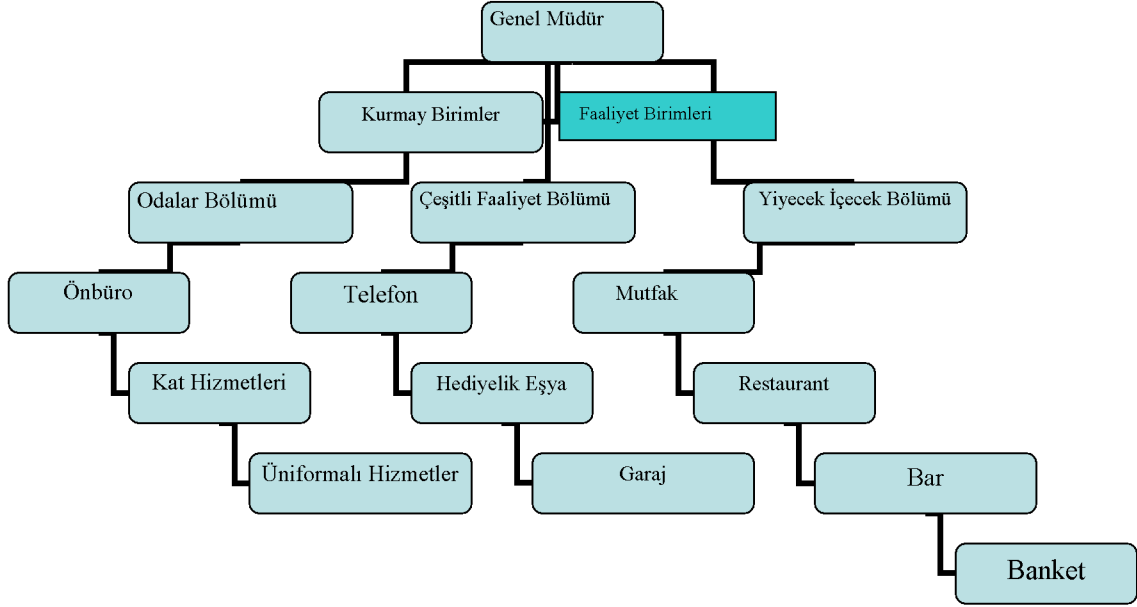 Genel Müdür
Kurmay Birimler
Faaliyet Birimleri
Odalar Bölümü
Çeşitli Faaliyet Bölümü
Yiyecek İçecek Bölümü
Önbüro
Telefon
Mutfak
Kat Hizmetleri
Hediyelik Eşya
Restaurant
Üniformalı Hizmetler
Garaj
Bar
Banket